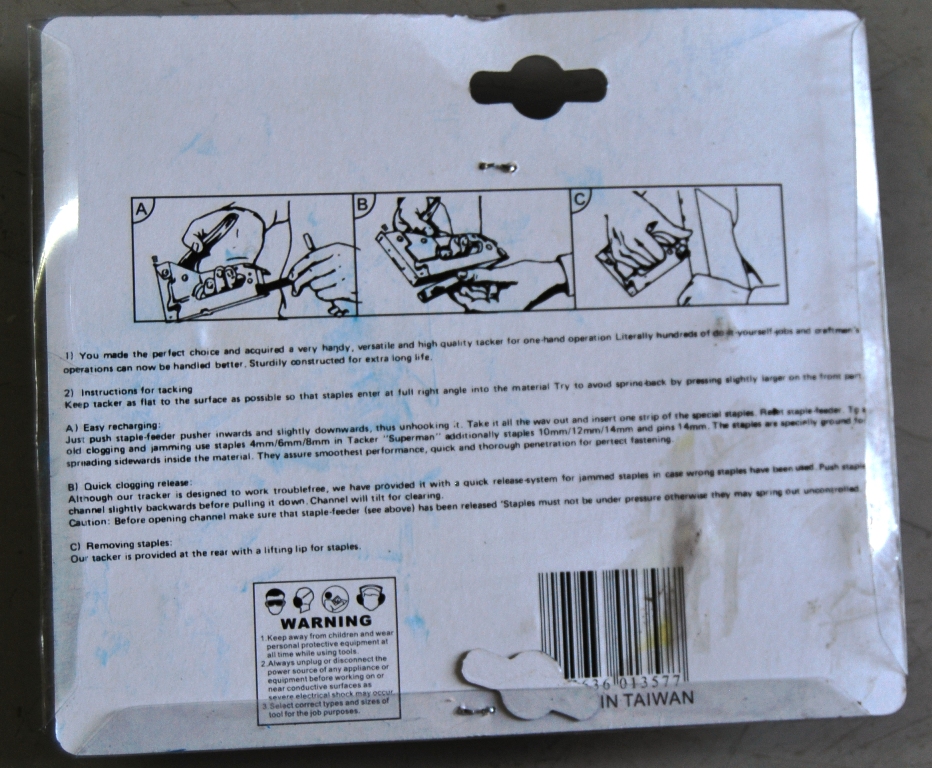 A
B
C
1) You made the perfect choice and acquired a very handy, versatile and high quality tacker for one-hand operation Literally hundreds of do-it-yourself-jobs and craftmen's
operations can now be handled better. Sturdily constructed for extra long life.
2) Instructions for tacking
Keep tacker as flat to the surface as possible so that staples enter at full right angle into the material Try to avoid spring-back by pressing slightly larger on the front part
A) Easy recharging:
Just push staple-feeder pusher inwards and slightly downwards, thus unhooking it. Take it all the way out and insert one strip of the special staples. staple-feeder.
old clogging and jamming use staples 4mm/6mm/8mm in Tacker "Superman" additionally staples 10mm/12mm/14mm and pins 14mm. The staples are specially ground
spriiading sidewards inside the material. They assure smoothest performance, quick and thorough penetration for perfect fastening.
B) Quick clogging release:
Although our tracker is designed to work troublefree, we have provided it with a quick release-system for jammed staples in case wrong staples have been used. Push
channel slightly backwards before pulling it down. Channel will tilt for clearing.
Caution: Before opening channel make sure that staple-feeder (see above) has been released 'Staples must not be under pressure otherwise they may spring out uncontrolled
C) Removing staples:
Our tacker is provided at the rear with a lifting lip for staples.
WARNING
1.Keep away from children and wear
personal protective equipment at
all time while using tools.
2.Always unplug or disconnect the
power source of any appliance or
equipment before working on or
near conductive surfaces as
severe electrical shock may occur
3.Select correct types and sizes of
tool for the job purposes.
636 013577
IN TAIWAN